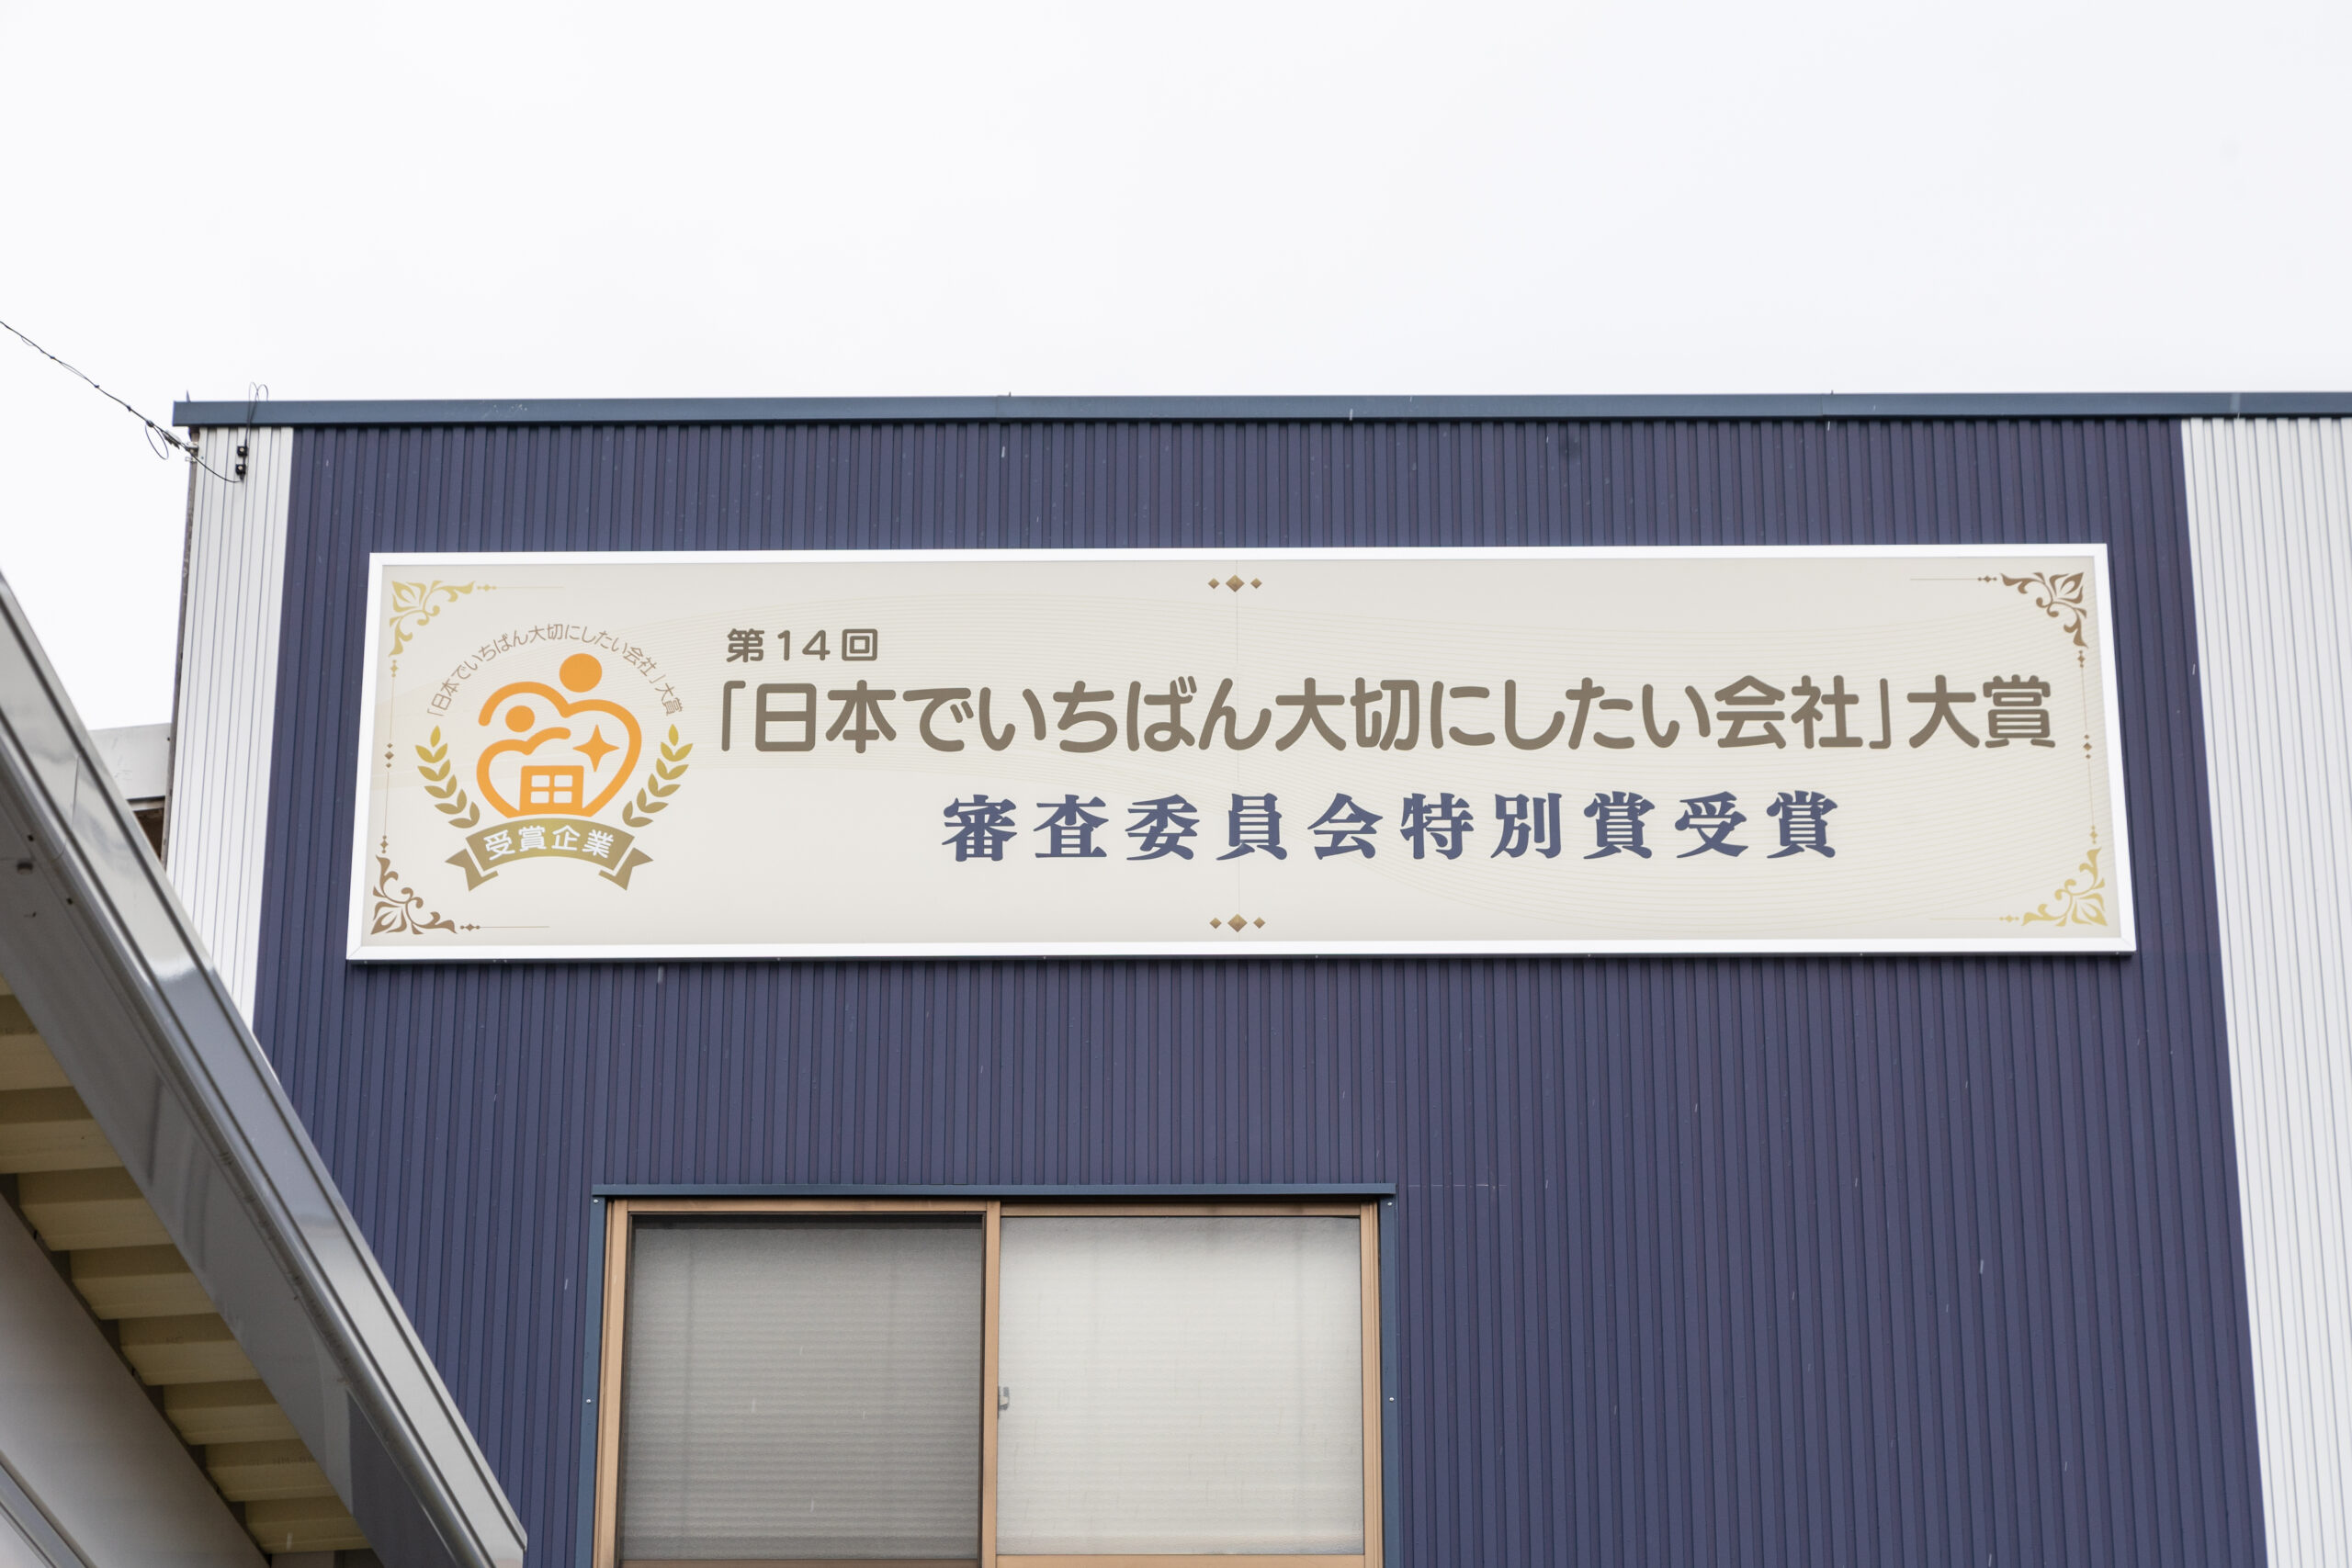 「日本でいちばん大切にしたい会社」大賞
受賞企業
第14回
「日本でいちばん大切にしたい会社」大賞
審査委員会特別賞受賞